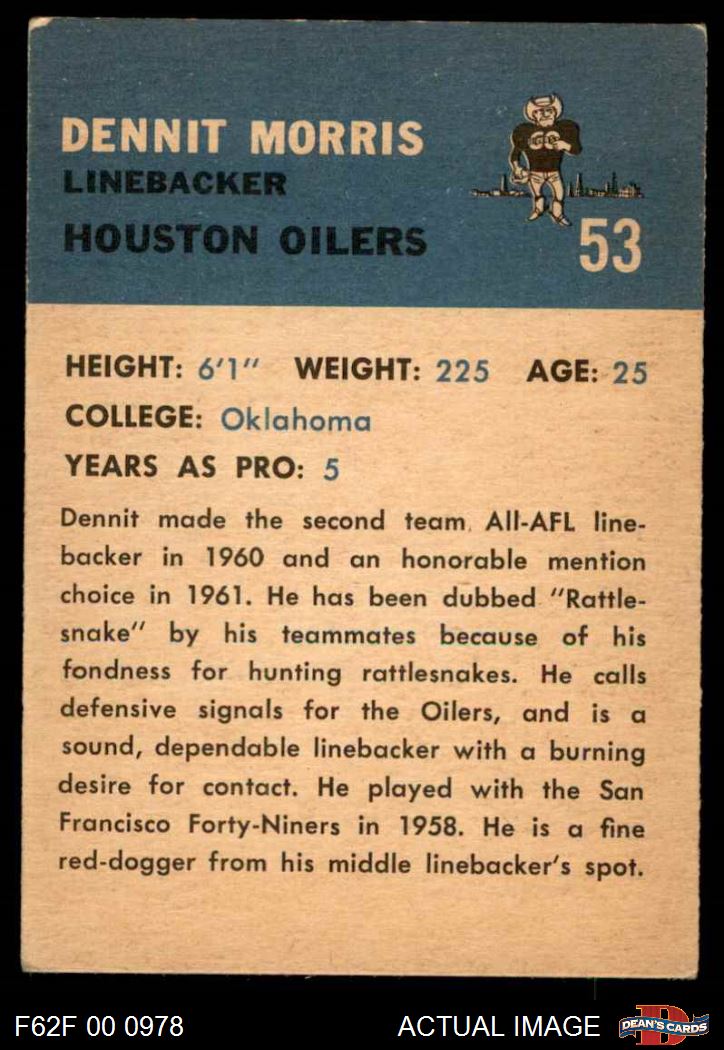 DENNIT MORRIS
LINEBACKER
HOUSTON OILERS
53
HEIGHT: 6'1" WEIGHT: 225 AGE: 25
COLLEGE: Oklahoma
YEARS AS PRO: 5
Dennit made the second team All-AFL line-
backer in 1960 and an honorable mention
choice in 1961. He has been dubbed "Rattle-
snake" by his teammates because of his
fondness for hunting rattlesnakes. He calls
defensive signals for the Oilers, and is a
sound, dependable linebacker with a burning
desire for contact. He played with the San
Francisco Forty-Niners in 1958. He is a fine
red-dogger from his middle linebacker's spot.
F62F 00 0978 ACTUAL IMAGE
D
DEAN'S CARDS